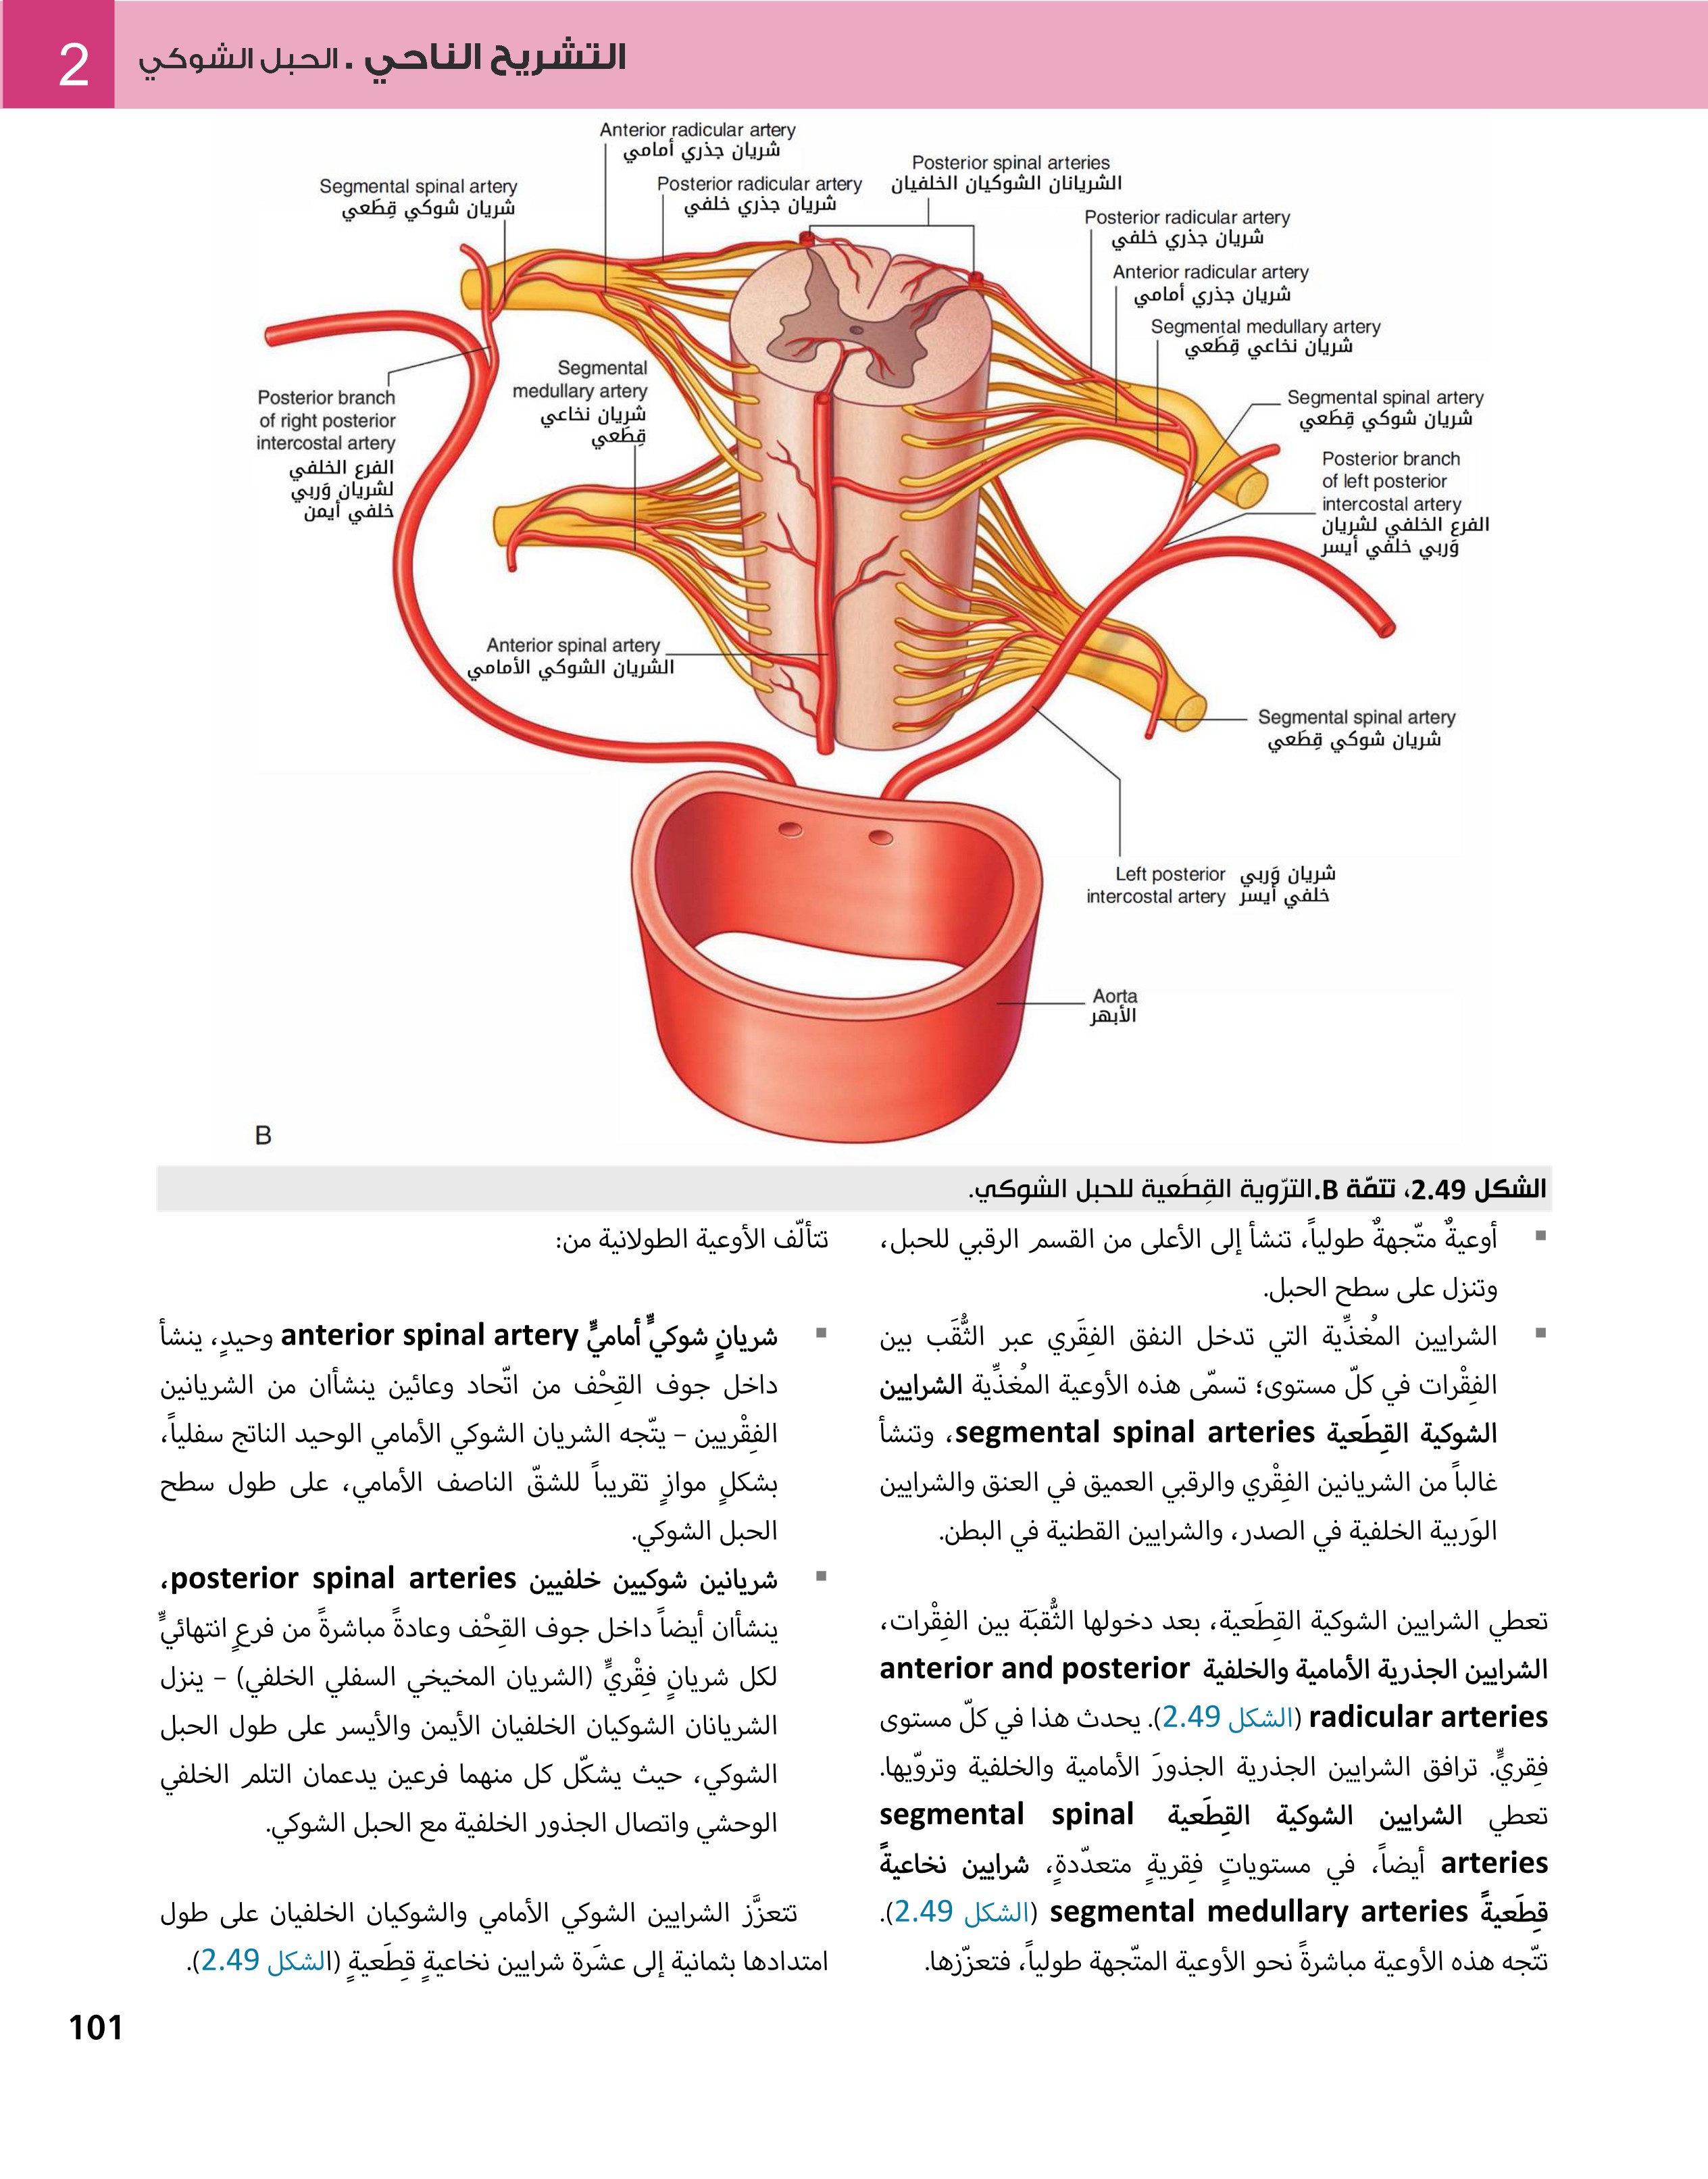 2
التشريح الناحي . الحبل الشوكي
Anterior radicular artery
شريان جذري أمامي
Segmental spinal artery
شريان شوكي قِطَعي
Posterior radicular artery
شريان جذري خلفي
Posterior spinal arteries
الشريانان الشوكيان الخلفيان
Posterior radicular artery
شريان جذري خلفي
Anterior radicular artery
شريان جذري أمامي
Segmental medullary artery
شريان نخاعي قِطَعي
Segmental spinal artery
شريان شوكي قِطَعي
Posterior branch
of left posterior
intercostal artery
الفرع الخلفي لشريان
وَربي خلفي أيسر
Segmental
medullary artery
شريان نخاعي
قِطَعي
Posterior branch
of right posterior
intercostal artery
الفرع الخلفي
لشريان وَربي
خلفي أيمن
Anterior spinal artery
الشريان الشوكي الأمامي
Segmental spinal artery
شريان شوكي قِطَعي
Left posterior
intercostal artery
شريان وَربي
خلفي أيسر
Aorta
الأبهر
B
الشكل 2.49، تتمّة B.التّروية القِطَعية للحبل الشوكي.
▪ أوعيةٌ متّجهةٌ طولياً، تنشأ إلى الأعلى من القسم الرقبي للحبل،
وتنزل على سطح الحبل.
▪ الشرايين المُغذِّية التي تدخل النفق الفِقَري عبر الثُّقَب بين
الفِقْرات في كلّ مستوى؛ تسمّى هذه الأوعية المُغذِّية الشرايين
الشوكية القِطَعية segmental spinal arteries، وتنشأ
غالباً من الشريانين الفِقْري والرقبي العميق في العنق والشرايين
الوَربية الخلفية في الصدر، والشرايين القطنية في البطن.
تعطي الشرايين الشوكية القِطَعية، بعد دخولها الثُّقبَة بين الفِقْرات،
الشرايين الجذرية الأمامية والخلفية anterior and posterior
radicular arteries (الشكل 2.49). يحدث هذا في كلّ مستوى
فِقريٍّ. ترافق الشرايين الجذرية الجذورَ الأمامية والخلفية وتروّيها.
تعطي الشرايين الشوكية القِطَعية segmental spinal
arteries أيضاً، في مستوياتٍ فِقريةٍ متعدّدةٍ، شرايين نخاعيةً
قِطَعيةً segmental medullary arteries (الشكل 2.49).
تتّجه هذه الأوعية مباشرةً نحو الأوعية المتّجهة طولياً، فتعزّزها.
تتألّف الأوعية الطولانية من:
▪ شريانٍ شوكيٍّ أماميٍّ anterior spinal artery وحيدٍ، ينشأ
داخل جوف القِحْف من اتّحاد وعائين ينشأان من الشريانين
الفِقْريين – يتّجه الشريان الشوكي الأمامي الوحيد الناتج سفلياً،
بشكلٍ موازٍ تقريباً للشقّ الناصف الأمامي، على طول سطح
الحبل الشوكي.
▪ شريانين شوكيين خلفيين posterior spinal arteries،
ينشأان أيضاً داخل جوف القِحْف وعادةً مباشرةً من فرعٍ انتهائيٍّ
لكل شريانٍ فِقْريٍّ (الشريان المخيخي السفلي الخلفي) – ينزل
الشريانان الشوكيان الخلفيان الأيمن والأيسر على طول الحبل
الشوكي، حيث يشكّل كل منهما فرعين يدعمان التلم الخلفي
الوحشي واتصال الجذور الخلفية مع الحبل الشوكي.
تتعزَّز الشرايين الشوكي الأمامي والشوكيان الخلفيان على طول
امتدادها بثمانية إلى عشَرة شرايين نخاعيةٍ قِطَعيةٍ (الشكل 2.49).
101